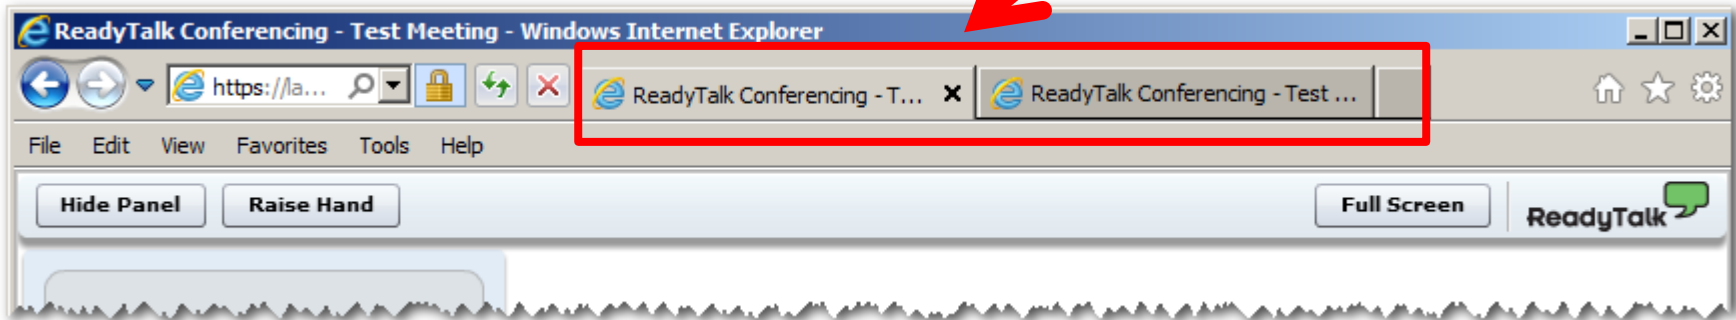 ReadyTalk Conferencing - Test Meeting - Windows Internet Explorer
https://la...
ReadyTalk Conferencing - T...
ReadyTalk Conferencing - Test ...
File Edit View Favorites Tools Help
Hide Panel
Raise Hand
Full Screen
ReadyTalk